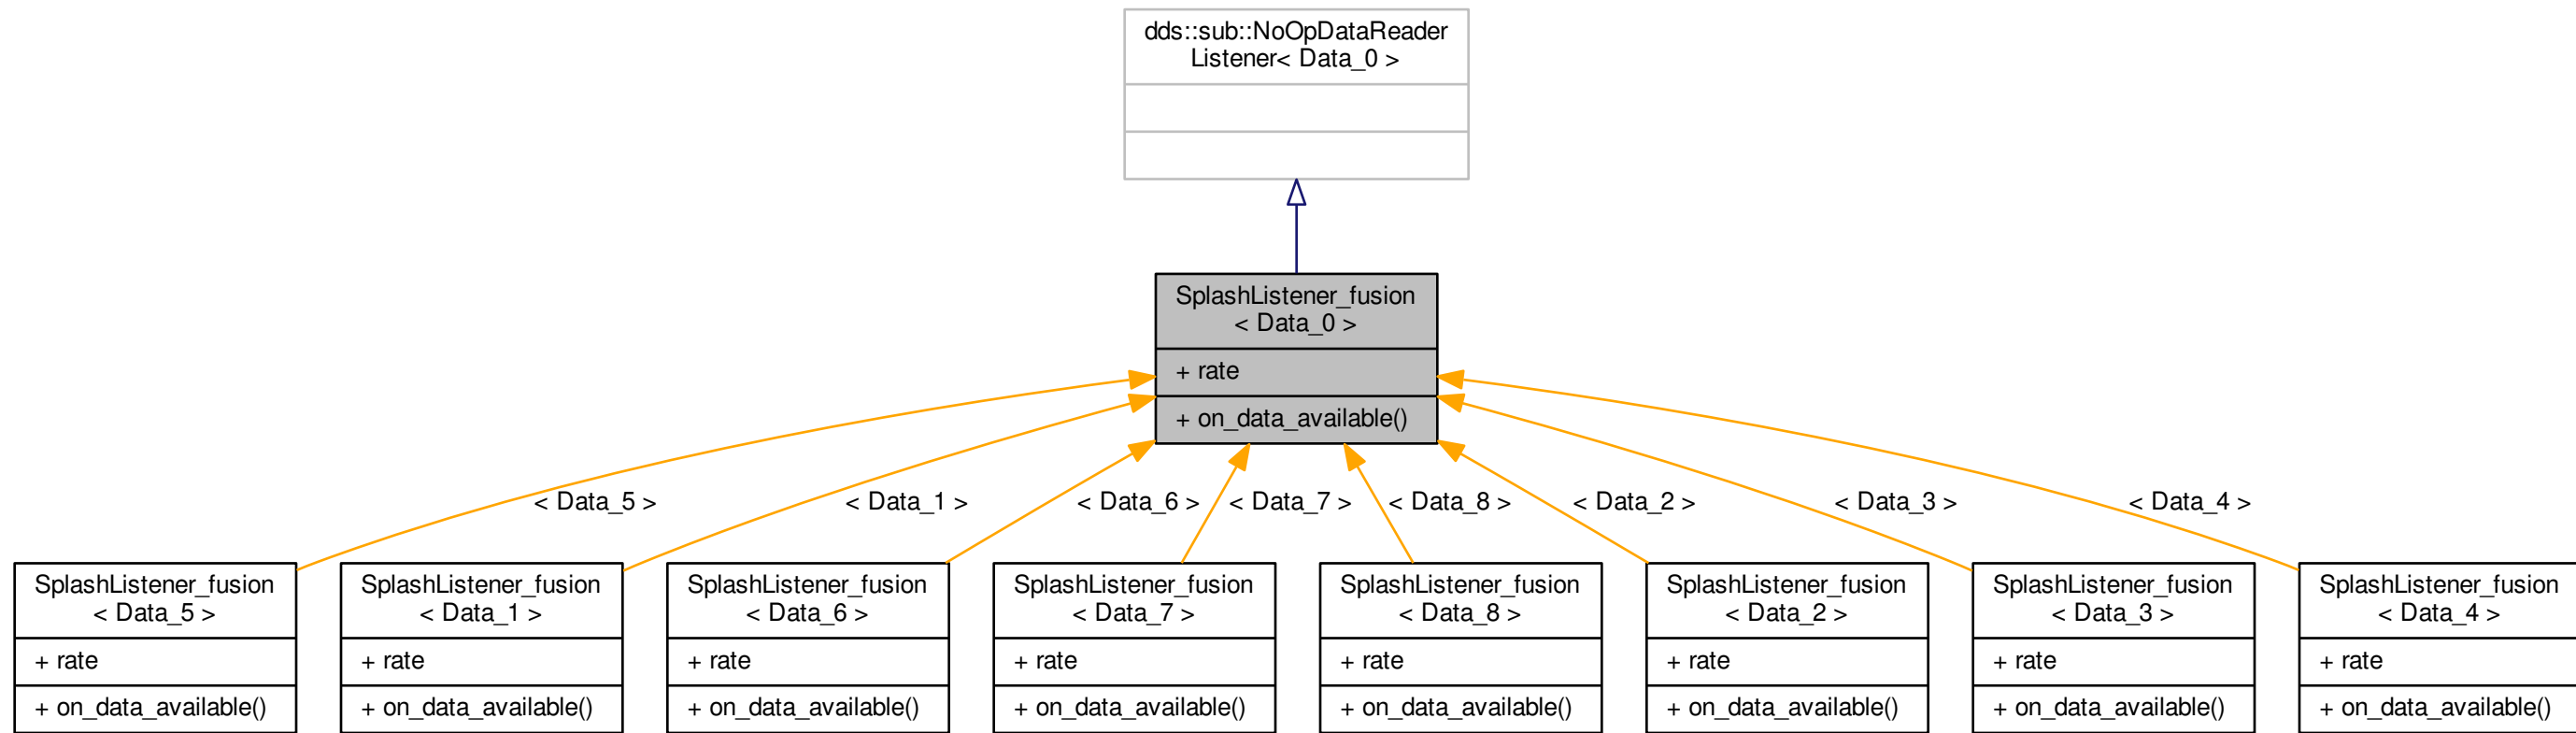 dds::sub::NoOpDataReader
Listener< Data_0 >
SplashListener_fusion
< Data_0 >
+ rate
+ on_data_available()
< Data_5 >
< Data_1 >
< Data_6 >
< Data_7 >
< Data_8 >
< Data_2 >
< Data_3 >
< Data_4 >
SplashListener_fusion
< Data_5 >
+ rate
+ on_data_available()
SplashListener_fusion
< Data_1 >
+ rate
+ on_data_available()
SplashListener_fusion
< Data_6 >
+ rate
+ on_data_available()
SplashListener_fusion
< Data_7 >
+ rate
+ on_data_available()
SplashListener_fusion
< Data_8 >
+ rate
+ on_data_available()
SplashListener_fusion
< Data_2 >
+ rate
+ on_data_available()
SplashListener_fusion
< Data_3 >
+ rate
+ on_data_available()
SplashListener_fusion
< Data_4 >
+ rate
+ on_data_available()